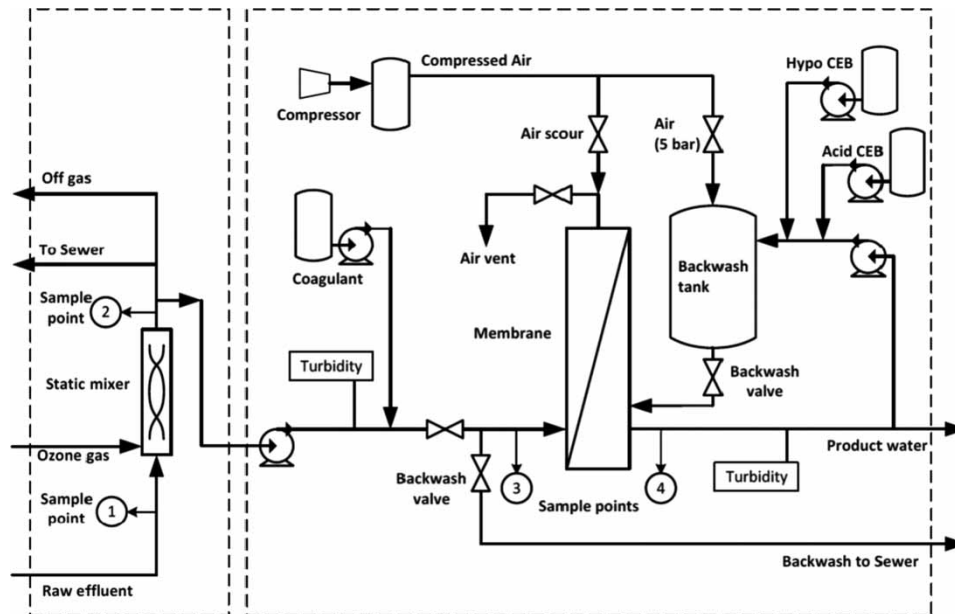 Compressed Air
Compressor
Hypo CEB
Air scour
Air
(5 bar)
Acid CEB
Off gas
To Sewer
Air vent
Coagulant
Backwash
tank
Sample
point
2
Membrane
Static mixer
Turbidity
Backwash
valve
Ozone gas
Product water
Sample
point
1
Backwash
valve
3
Sample points
4
Turbidity
Backwash to Sewer
Raw effluent